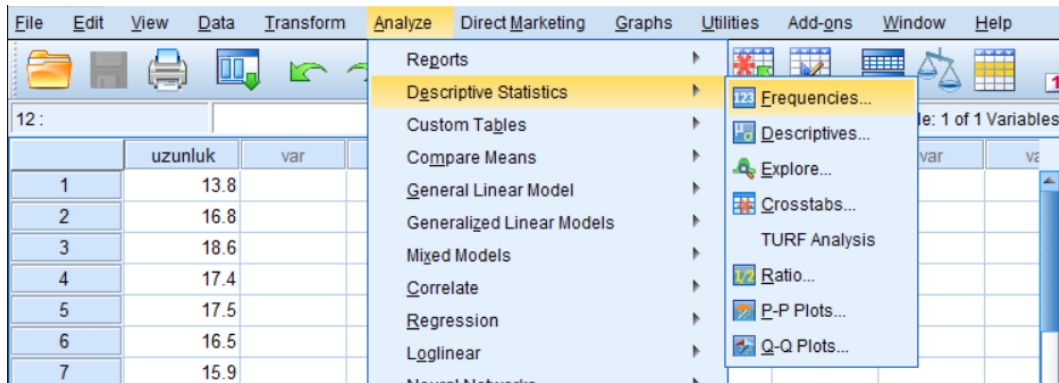 File Edit View Data Transform Analyze Direct Marketing Graphs Utilities Add-ons Window Help
Reports
Descriptive Statistics
Custom Tables
Compare Means
General Linear Model
Generalized Linear Models
Mixed Models
Correlate
Regression
Loglinear
123 Frequencies...
Descriptives...
Explore...
Crosstabs...
TURF Analysis
1/2 Ratio...
P-P Plots...
Q-Q Plots...
12 :
1 of 1 Variables
uzunluk var var
1 13.8
2 16.8
3 18.6
4 17.4
5 17.5
6 16.5
7 15.9